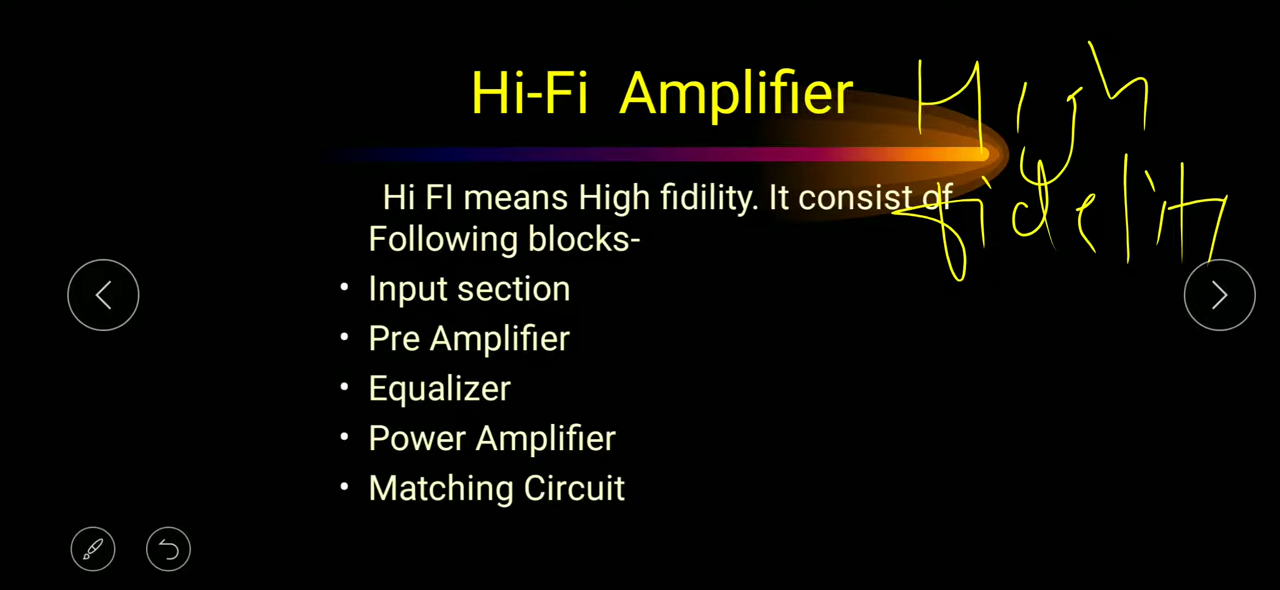 Hi-Fi Amplifier
High
fidelity
Hi FI means High fidility. It consist of
Following blocks-
• Input section
• Pre Amplifier
• Equalizer
• Power Amplifier
• Matching Circuit